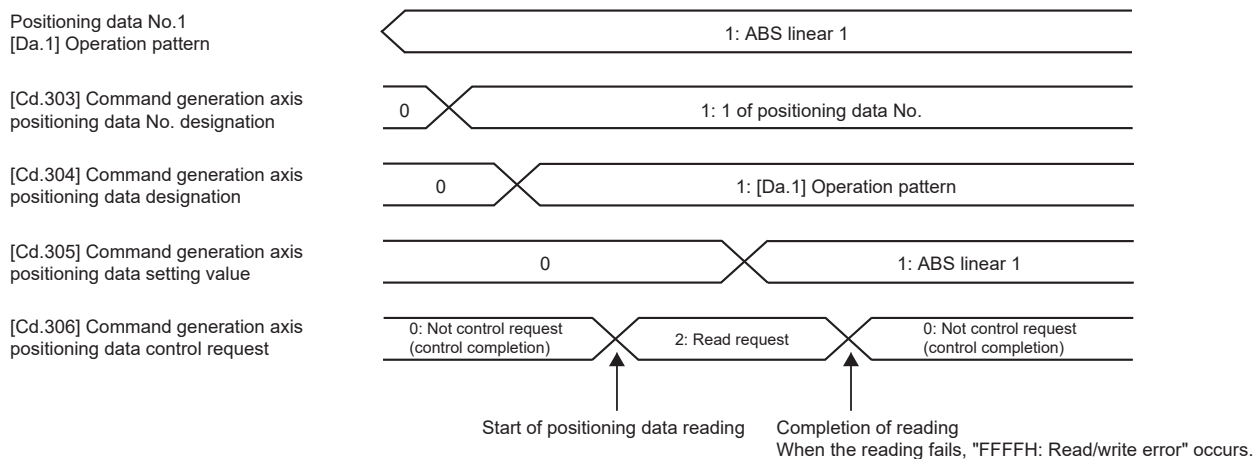 Positioning data No.1
[Da.1] Operation pattern
1: ABS linear 1
[Cd.303] Command generation axis
positioning data No. designation
0
1: 1 of positioning data No.
[Cd.304] Command generation axis
positioning data designation
0
1: [Da.1] Operation pattern
[Cd.305] Command generation axis
positioning data setting value
0
1: ABS linear 1
[Cd.306] Command generation axis
positioning data control request
0: Not control request
(control completion)
2: Read request
0: Not control request
(control completion)
Start of positioning data reading
Completion of reading
When the reading fails, "FFFFH: Read/write error" occurs.